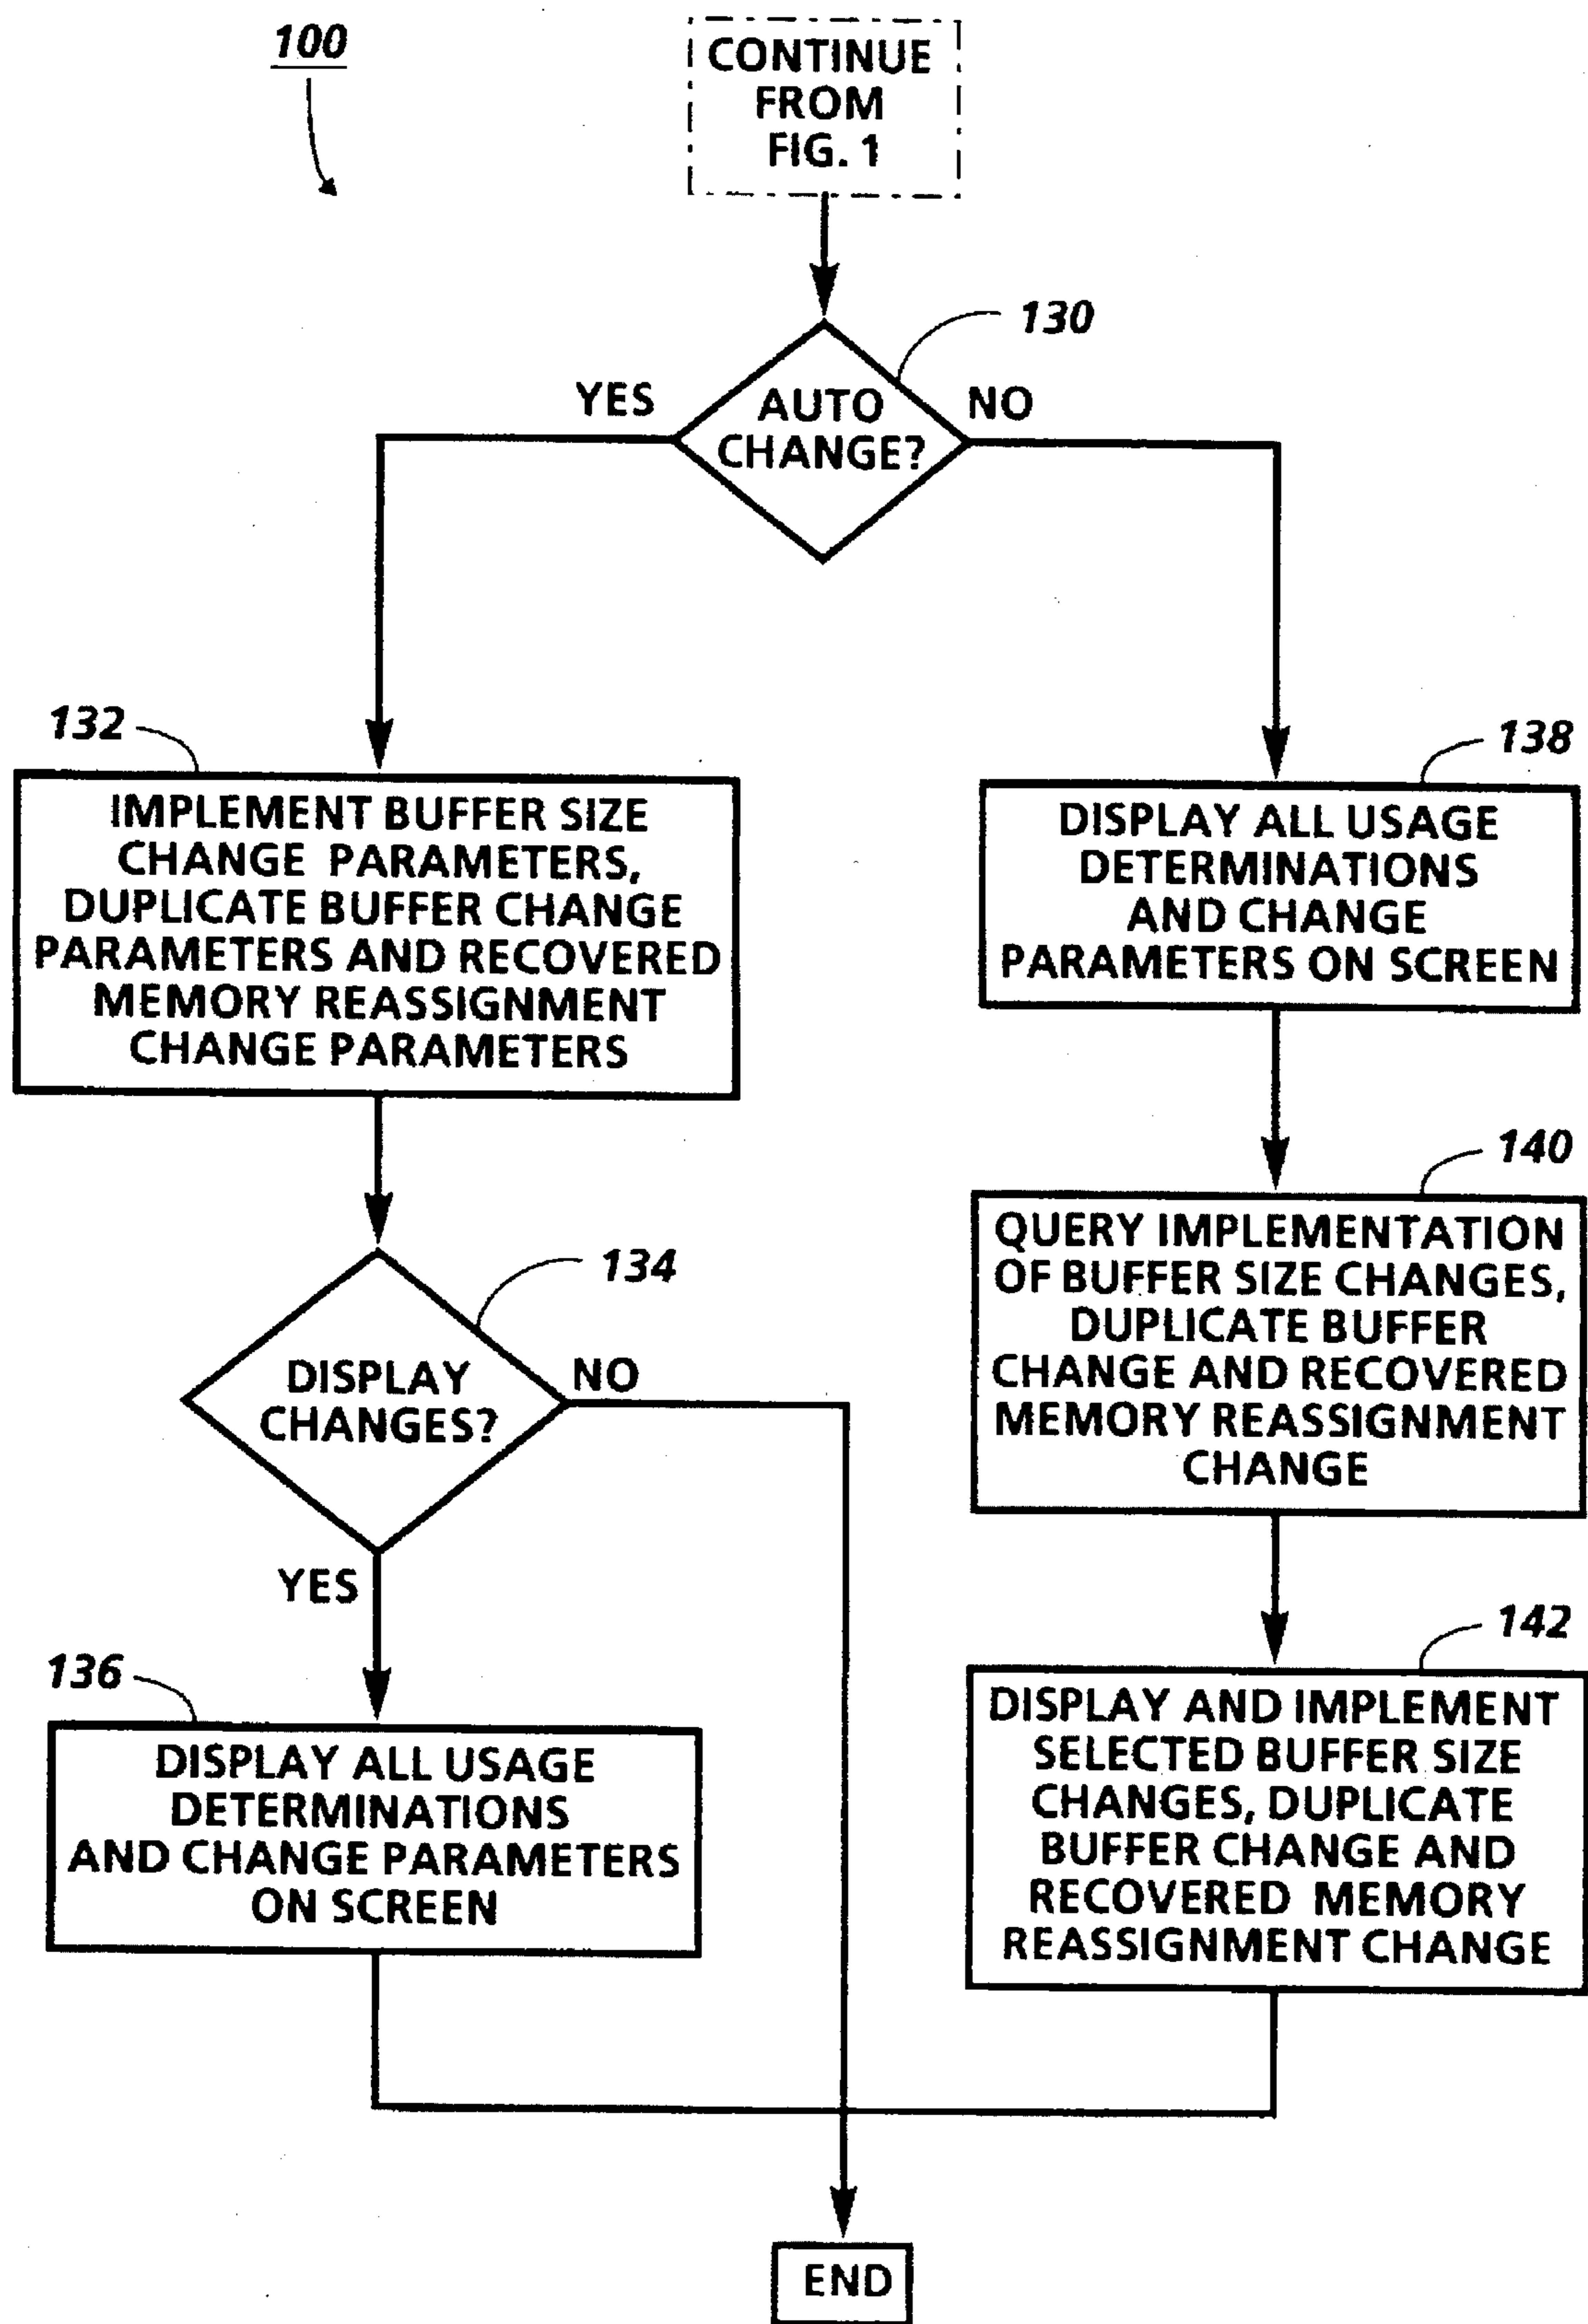 100
CONTINUE
FROM
FIG. 1
130
YES
AUTO
CHANGE?
NO
132
IMPLEMENT BUFFER SIZE
CHANGE PARAMETERS,
DUPLICATE BUFFER CHANGE
PARAMETERS AND RECOVERED
MEMORY REASSIGNMENT
CHANGE PARAMETERS
138
DISPLAY ALL USAGE
DETERMINATIONS
AND CHANGE
PARAMETERS ON SCREEN
134
DISPLAY
CHANGES?
NO
YES
140
QUERY IMPLEMENTATION
OF BUFFER SIZE CHANGES,
DUPLICATE BUFFER
CHANGE AND RECOVERED
MEMORY REASSIGNMENT
CHANGE
136
DISPLAY ALL USAGE
DETERMINATIONS
AND CHANGE PARAMETERS
ON SCREEN
142
DISPLAY AND IMPLEMENT
SELECTED BUFFER SIZE
CHANGES, DUPLICATE
BUFFER CHANGE AND
RECOVERED MEMORY
REASSIGNMENT CHANGE
END